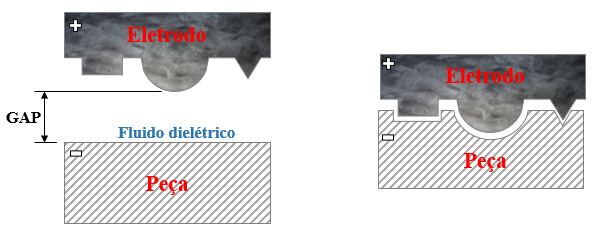 Eletrodo
GAP
Fluido dielétrico
Peça
Eletrodo
Peça